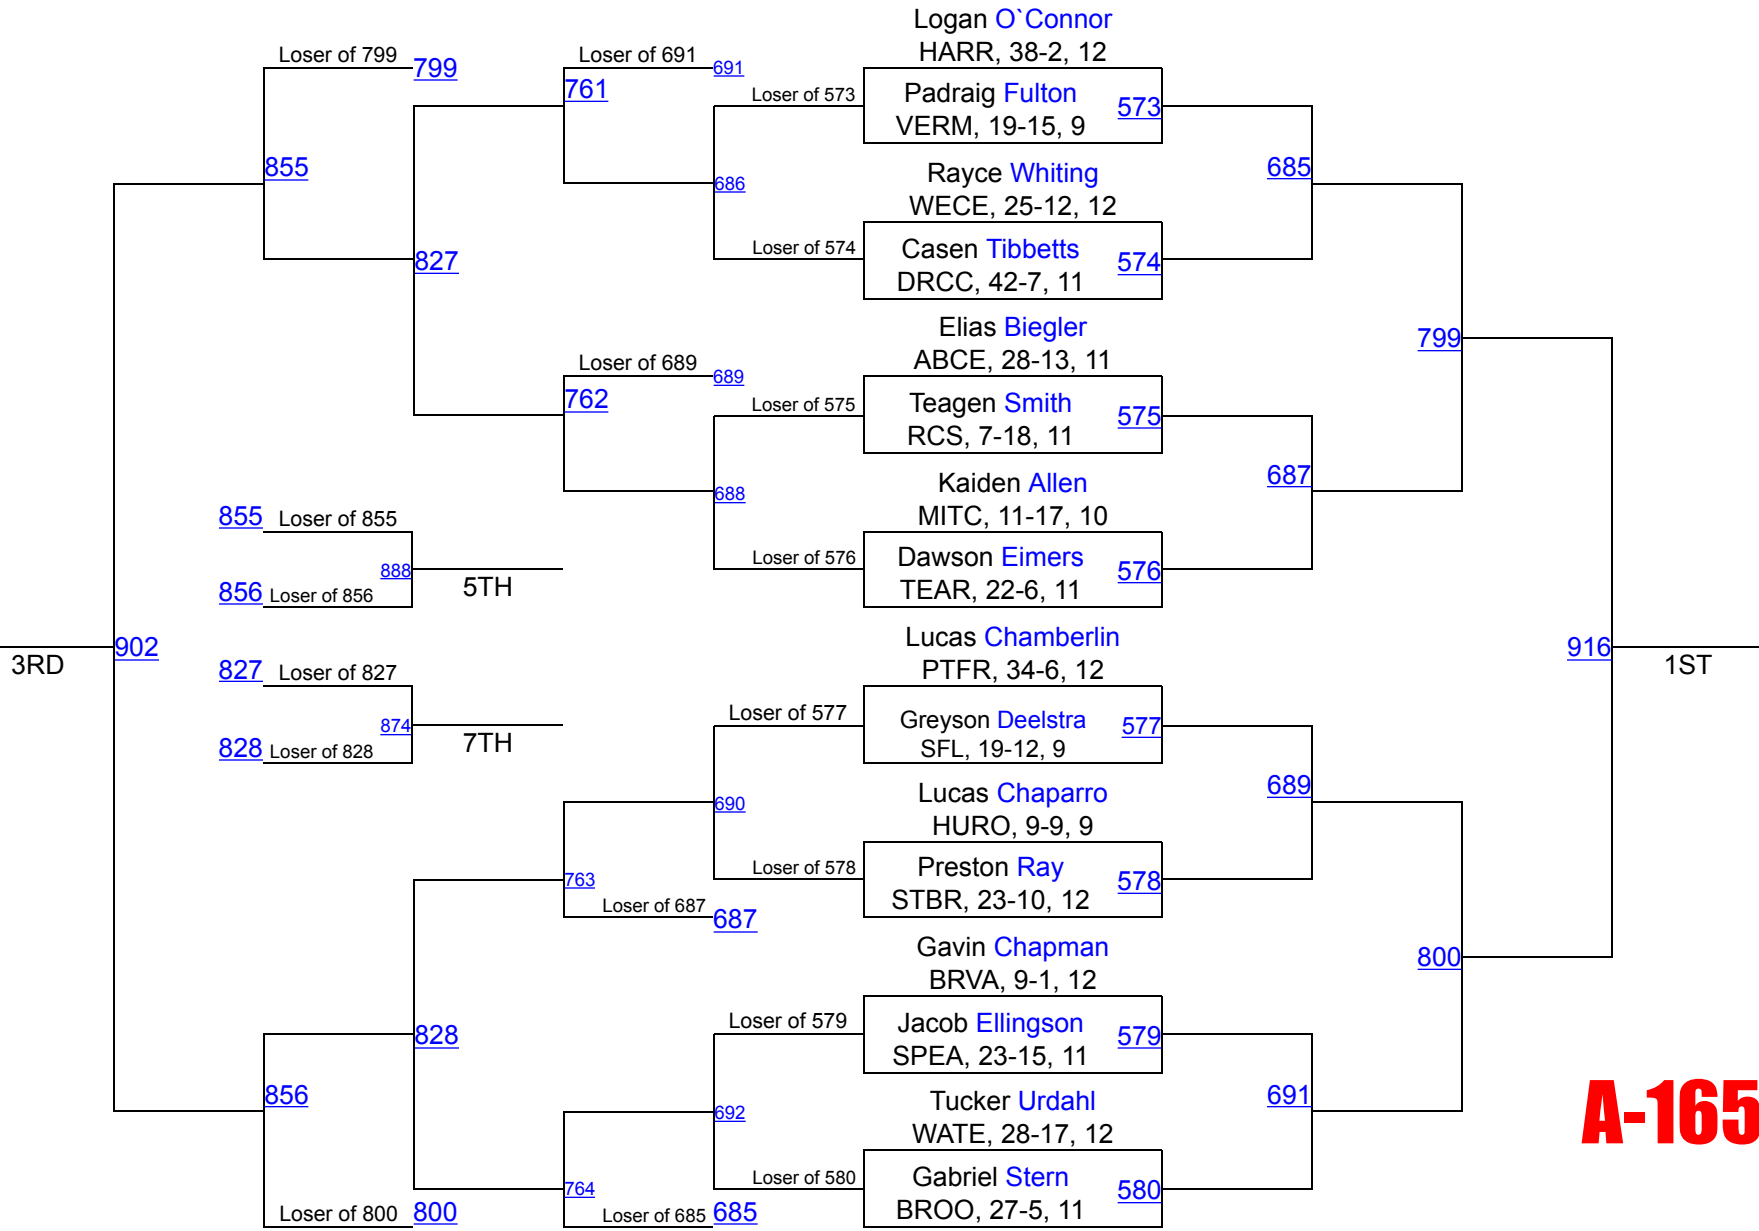 Logan O`Connor
HARR, 38-2, 12
Loser of 799
799
Loser of 691
691
761
Loser of 573
Padraig Fulton
573
VERM, 19-15, 9
855
686
Rayce Whiting
685
WECE, 25-12, 12
827
Loser of 574
Casen Tibbetts
574
DRCC, 42-7, 11
Elias Biegler
799
ABCE, 28-13, 11
Loser of 689
689
762
Loser of 575
Teagen Smith
575
RCS, 7-18, 11
688
Kaiden Allen
687
MITC, 11-17, 10
855
Loser of 855
888
5TH
856
Loser of 856
Loser of 576
Dawson Eimers
576
TEAR, 22-6, 11
Lucas Chamberlin
PTFR, 34-6, 12
3RD
902
916
1ST
827
Loser of 827
874
7TH
828
Loser of 828
Loser of 577
Greyson Deelstra
577
SFL, 19-12, 9
690
Lucas Chaparro
689
HURO, 9-9, 9
763
Loser of 578
Preston Ray
578
STBR, 23-10, 12
Loser of 687
687
Gavin Chapman
800
BRVA, 9-1, 12
828
Loser of 579
Jacob Ellingson
579
SPEA, 23-15, 11
856
692
Tucker Urdahl
691
WATE, 28-17, 12
A-165
764
Loser of 580
Gabriel Stern
580
BROO, 27-5, 11
Loser of 800
800
Loser of 685
685